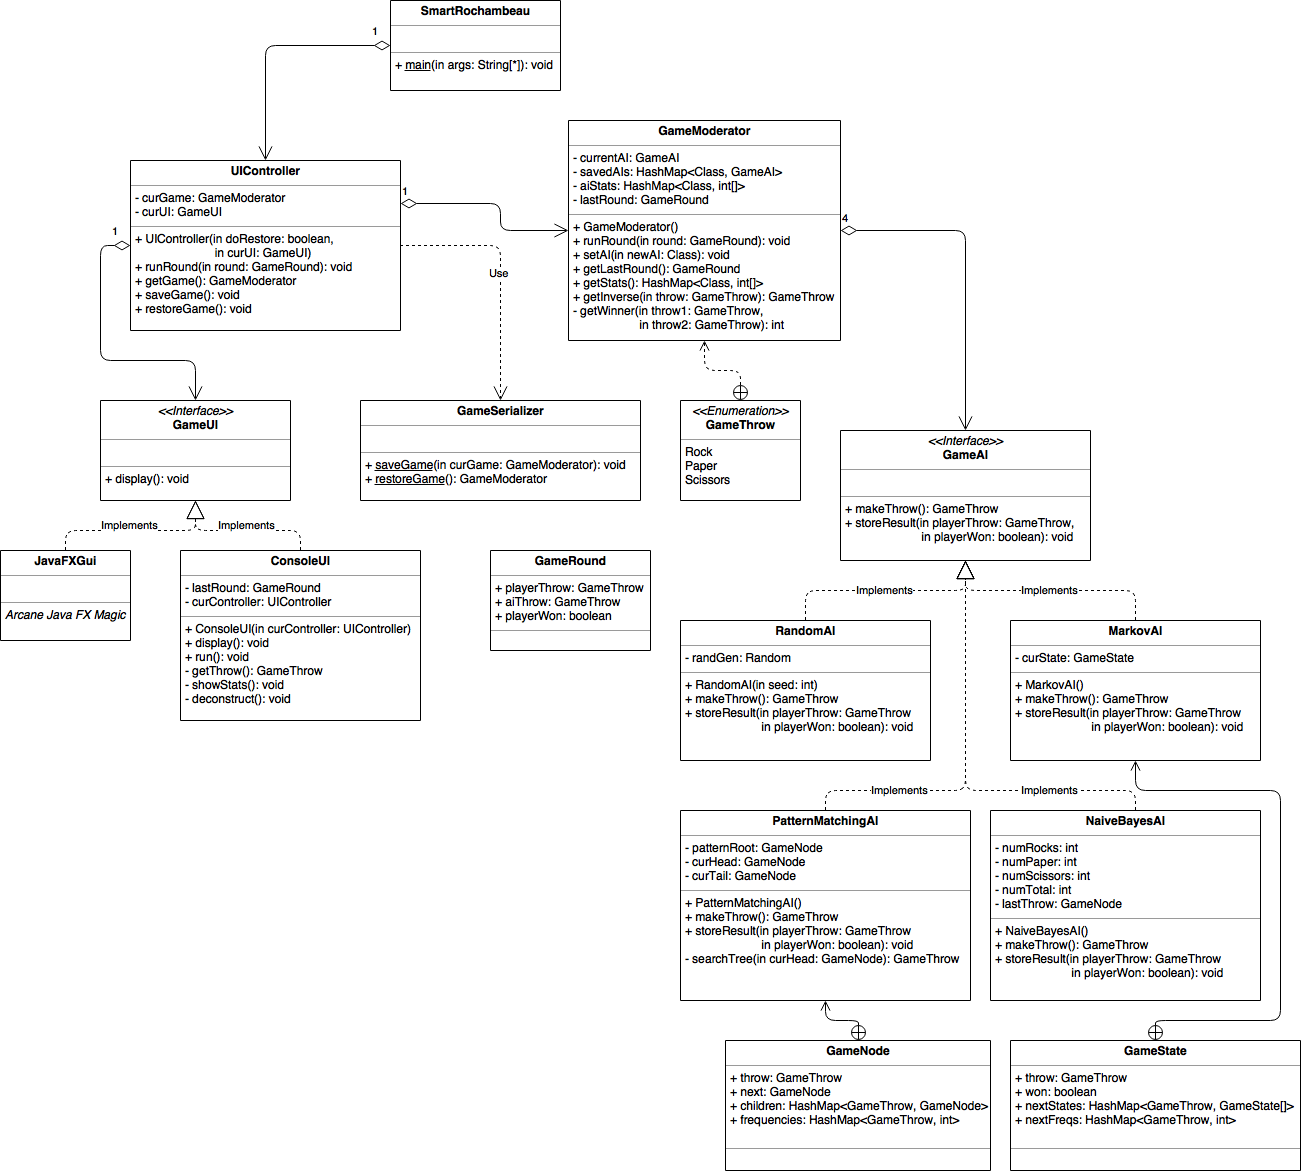 SmartRochambeau
1
+ main(in args: String[*]): void
GameModerator
- currentAI: GameAI
- savedAIs: HashMap<Class, GameAI>
- aiStats: HashMap<Class, int[]>
- lastRound: GameRound
+ GameModerator()
+ runRound(in round: GameRound): void
+ setAI(in newAI: Class): void
+ getLastRound(): GameRound
+ getStats(): HashMap<Class, int[]>
+ getInverse(in throw: GameThrow): GameThrow
- getWinner(in throw1: GameThrow,
in throw2: GameThrow): int
4
UIController
- curGame: GameModerator
- curUI: GameUI
+ UIController(in doRestore: boolean,
in curUI: GameUI)
+ runRound(in round: GameRound): void
+ getGame(): GameModerator
+ saveGame(): void
+ restoreGame(): void
1
1
Use
<<Interface>>
GameUI
+ display(): void
GameSerializer
+ saveGame(in curGame: GameModerator): void
+ restoreGame(): GameModerator
<<Enumeration>>
GameThrow
Rock
Paper
Scissors
<<Interface>>
GameAI
+ makeThrow(): GameThrow
+ storeResult(in playerThrow: GameThrow,
in playerWon: boolean): void
Implements
Implements
JavaFXGui
Arcane Java FX Magic
ConsoleUI
- lastRound: GameRound
- curController: UIController
+ ConsoleUI(in curController: UIController)
+ display(): void
+ run(): void
- getThrow(): GameThrow
- showStats(): void
- deconstruct(): void
GameRound
+ playerThrow: GameThrow
+ aiThrow: GameThrow
+ playerWon: boolean
Implements
Implements
RandomAI
- randGen: Random
+ RandomAI(in seed: int)
+ makeThrow(): GameThrow
+ storeResult(in playerThrow: GameThrow
in playerWon: boolean): void
MarkovAI
- curState: GameState
+ MarkovAI()
+ makeThrow(): GameThrow
+ storeResult(in playerThrow: GameThrow
in playerWon: boolean): void
Implements
Implements
PatternMatchingAI
- patternRoot: GameNode
- curHead: GameNode
- curTail: GameNode
+ PatternMatchingAI()
+ makeThrow(): GameThrow
+ storeResult(in playerThrow: GameThrow
in playerWon: boolean): void
- searchTree(in curHead: GameNode): GameThrow
NaiveBayesAI
- numRocks: int
- numPaper: int
- numScissors: int
- numTotal: int
- lastThrow: GameNode
+ NaiveBayesAI()
+ makeThrow(): GameThrow
+ storeResult(in playerThrow: GameThrow
in playerWon: boolean): void
GameNode
+ throw: GameThrow
+ next: GameNode
+ children: HashMap<GameThrow, GameNode>
+ frequencies: HashMap<GameThrow, int>
GameState
+ throw: GameThrow
+ won: boolean
+ nextStates: HashMap<GameThrow, GameState[]>
+ nextFreqs: HashMap<GameThrow, int>